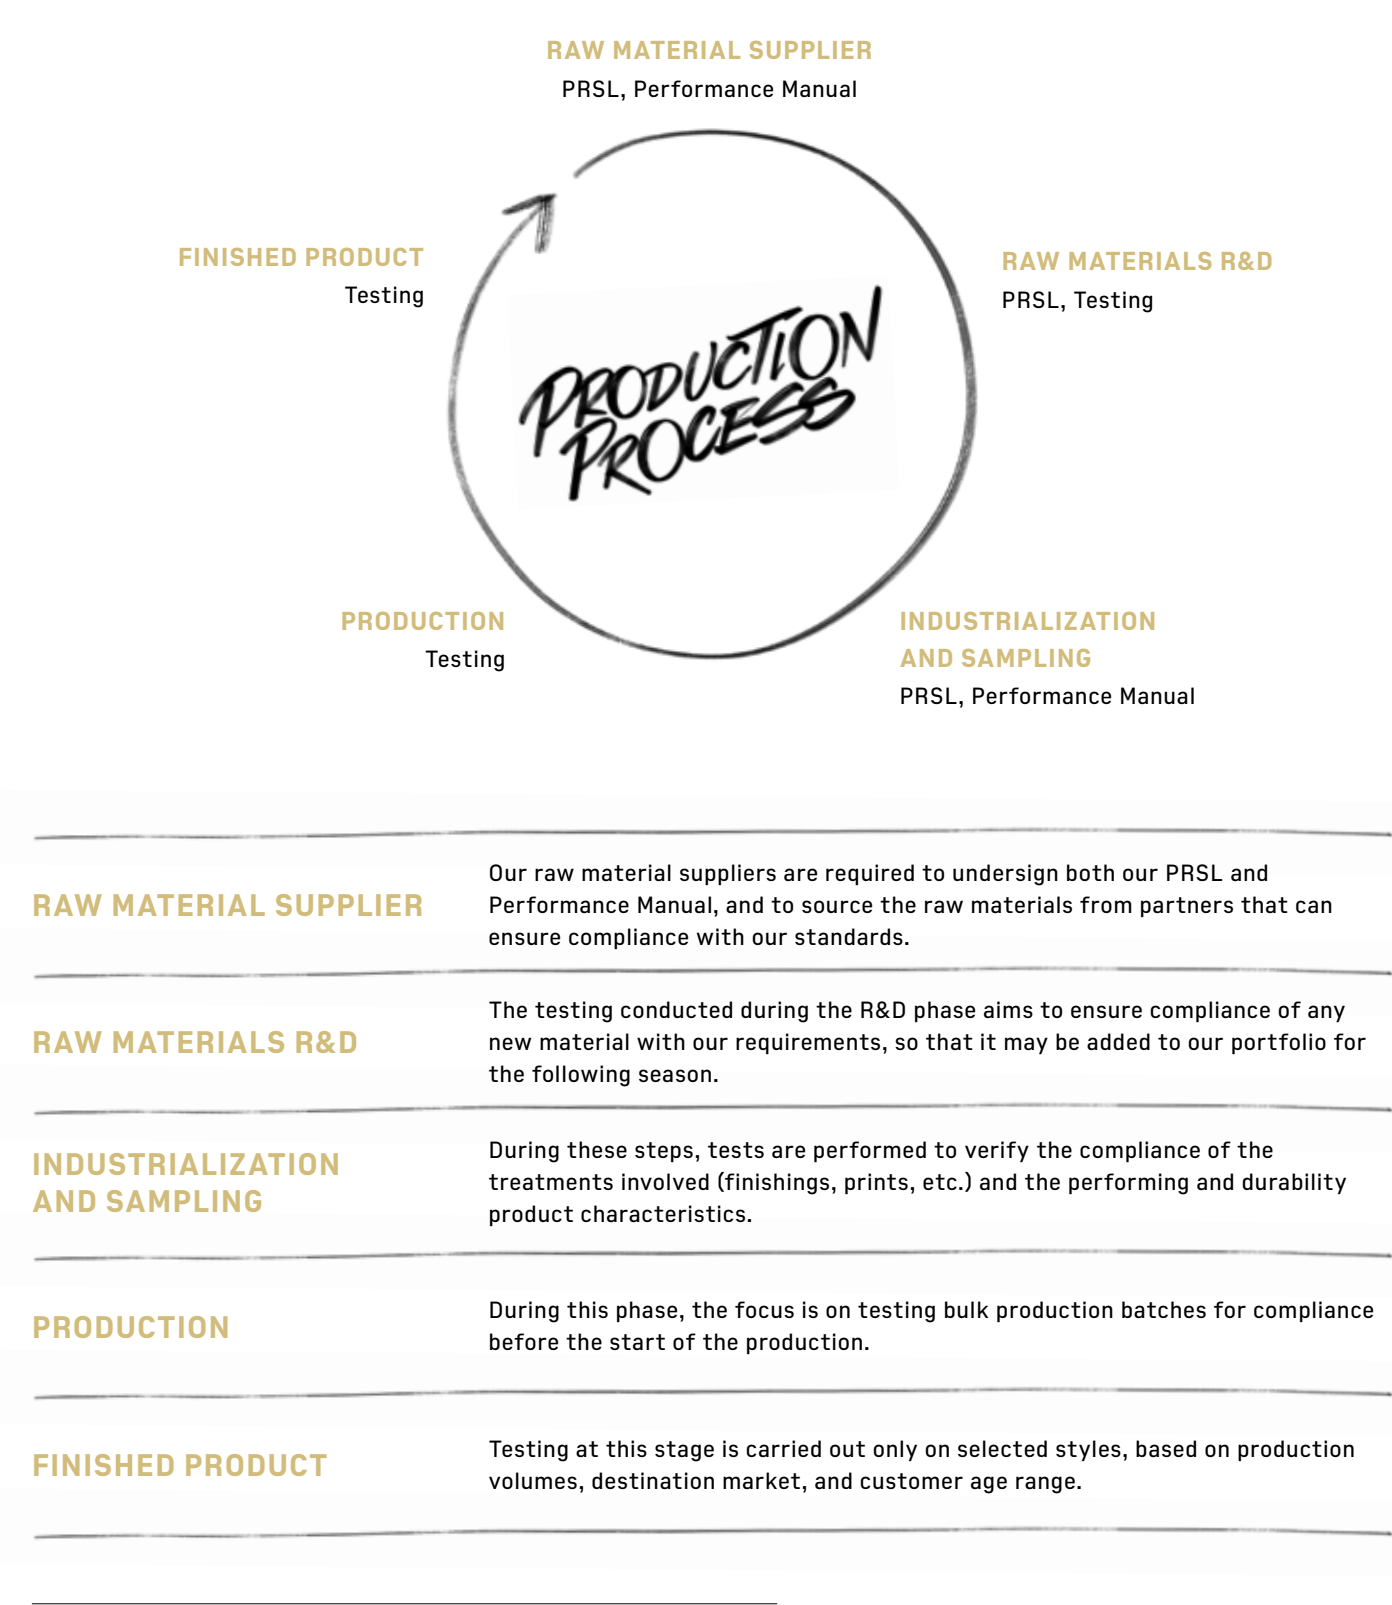 RAW MATERIAL SUPPLIER
PRSL, Performance Manual
FINISHED PRODUCT
Testing
RAW MATERIALS R&D
PRSL, Testing
PRODUCTION
PROCESS
PRODUCTION
Testing
INDUSTRIALIZATION
AND SAMPLING
PRSL, Performance Manual
RAW MATERIAL SUPPLIER
Our raw material suppliers are required to undersign both our PRSL and
Performance Manual, and to source the raw materials from partners that can
ensure compliance with our standards.
RAW MATERIALS R&D
The testing conducted during the R&D phase aims to ensure compliance of any
new material with our requirements, so that it may be added to our portfolio for
the following season.
INDUSTRIALIZATION
AND SAMPLING
During these steps, tests are performed to verify the compliance of the
treatments involved (finishings, prints, etc.) and the performing and durability
product characteristics.
PRODUCTION
During this phase, the focus is on testing bulk production batches for compliance
before the start of the production.
FINISHED PRODUCT
Testing at this stage is carried out only on selected styles, based on production
volumes, destination market, and customer age range.